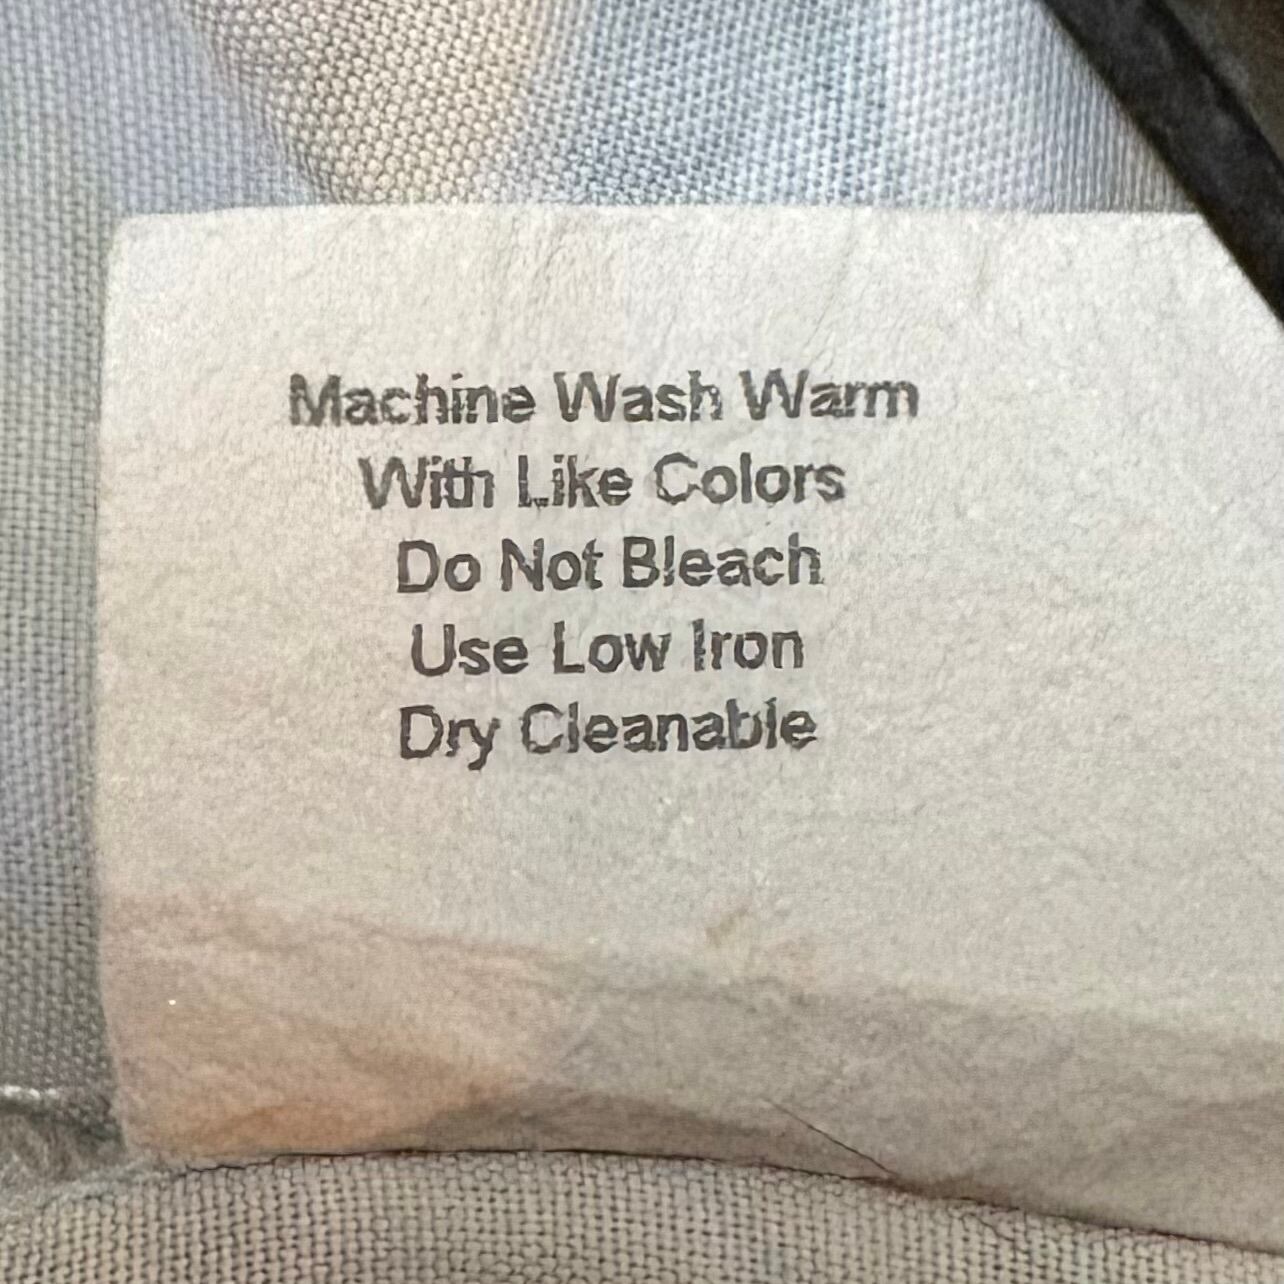 Machine Wash Warm
With Like Colors
Do Not Bleach
Use Low Iron
Dry Cleanable